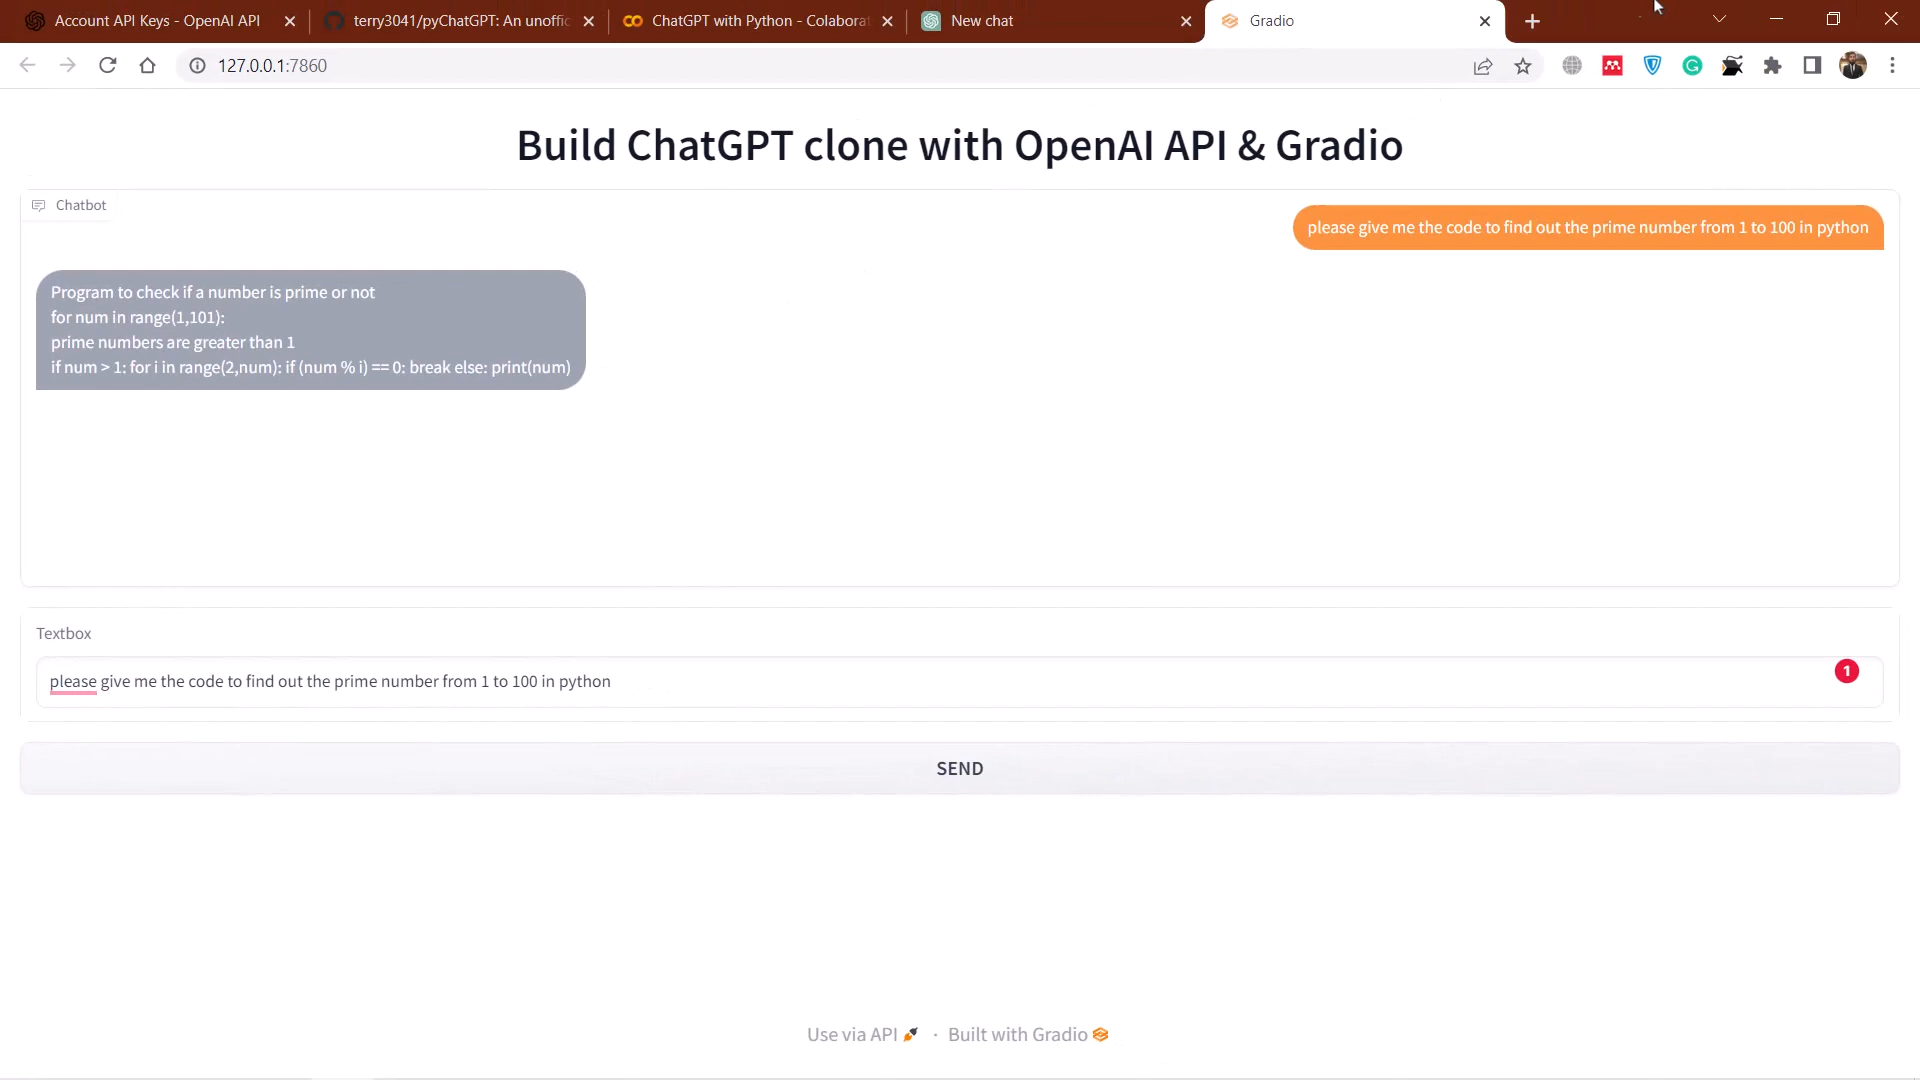 Account API Keys - OpenAI API
terry3041/pyChatGPT: An unoffic
ChatGPT with Python - Colaborat
New chat
Gradio
127.0.0.1:7860
Build ChatGPT clone with OpenAI API & Gradio
Chatbot
please give me the code to find out the prime number from 1 to 100 in python
Program to check if a number is prime or not
for num in range(1,101):
prime numbers are greater than 1
if num > 1: for i in range(2,num): if (num % i) == 0: break else: print(num)
Textbox
please give me the code to find out the prime number from 1 to 100 in python
1
SEND
Use via API · Built with Gradio